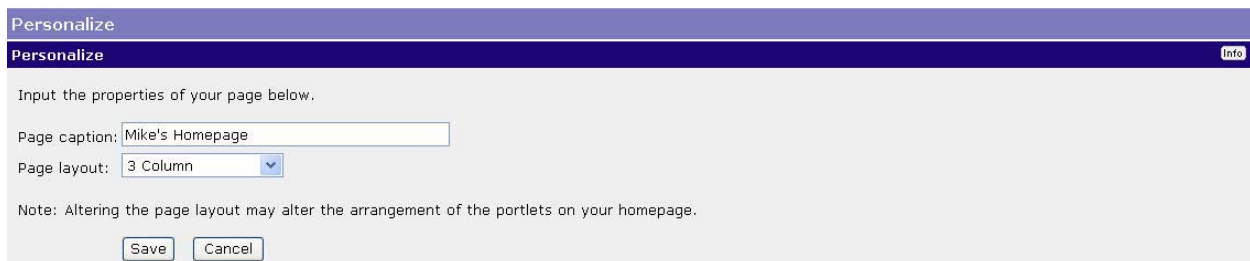 Personalize
Personalize Info
Input the properties of your page below.
Page caption: Mike's Homepage
Page layout: 3 Column
Note: Altering the page layout may alter the arrangement of the portlets on your homepage.
Save Cancel